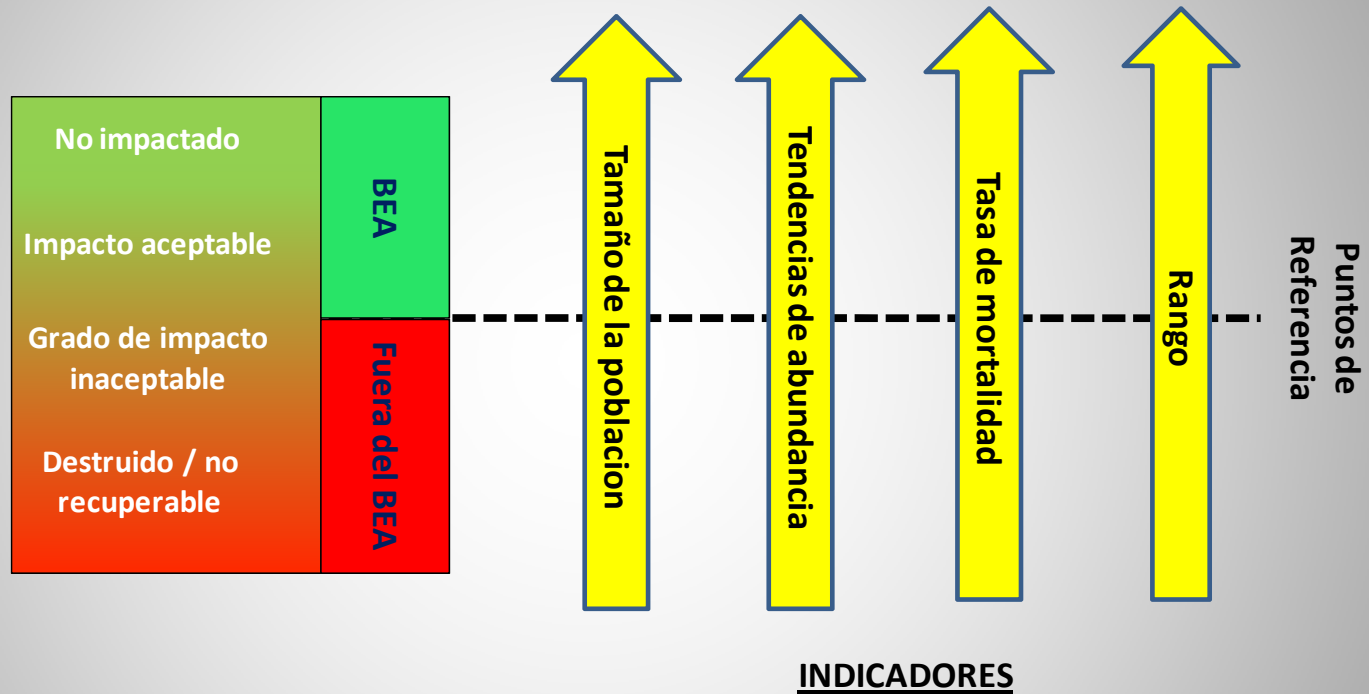 No impactado
Impacto aceptable
Grado de impacto
inaceptable
Destruido / no
recuperable
BEA
Fuera del BEA
Tamaño de la poblacion
Tendencias de abundancia
Tasa de mortalidad
Rango
Puntos de
Referencia
INDICADORES